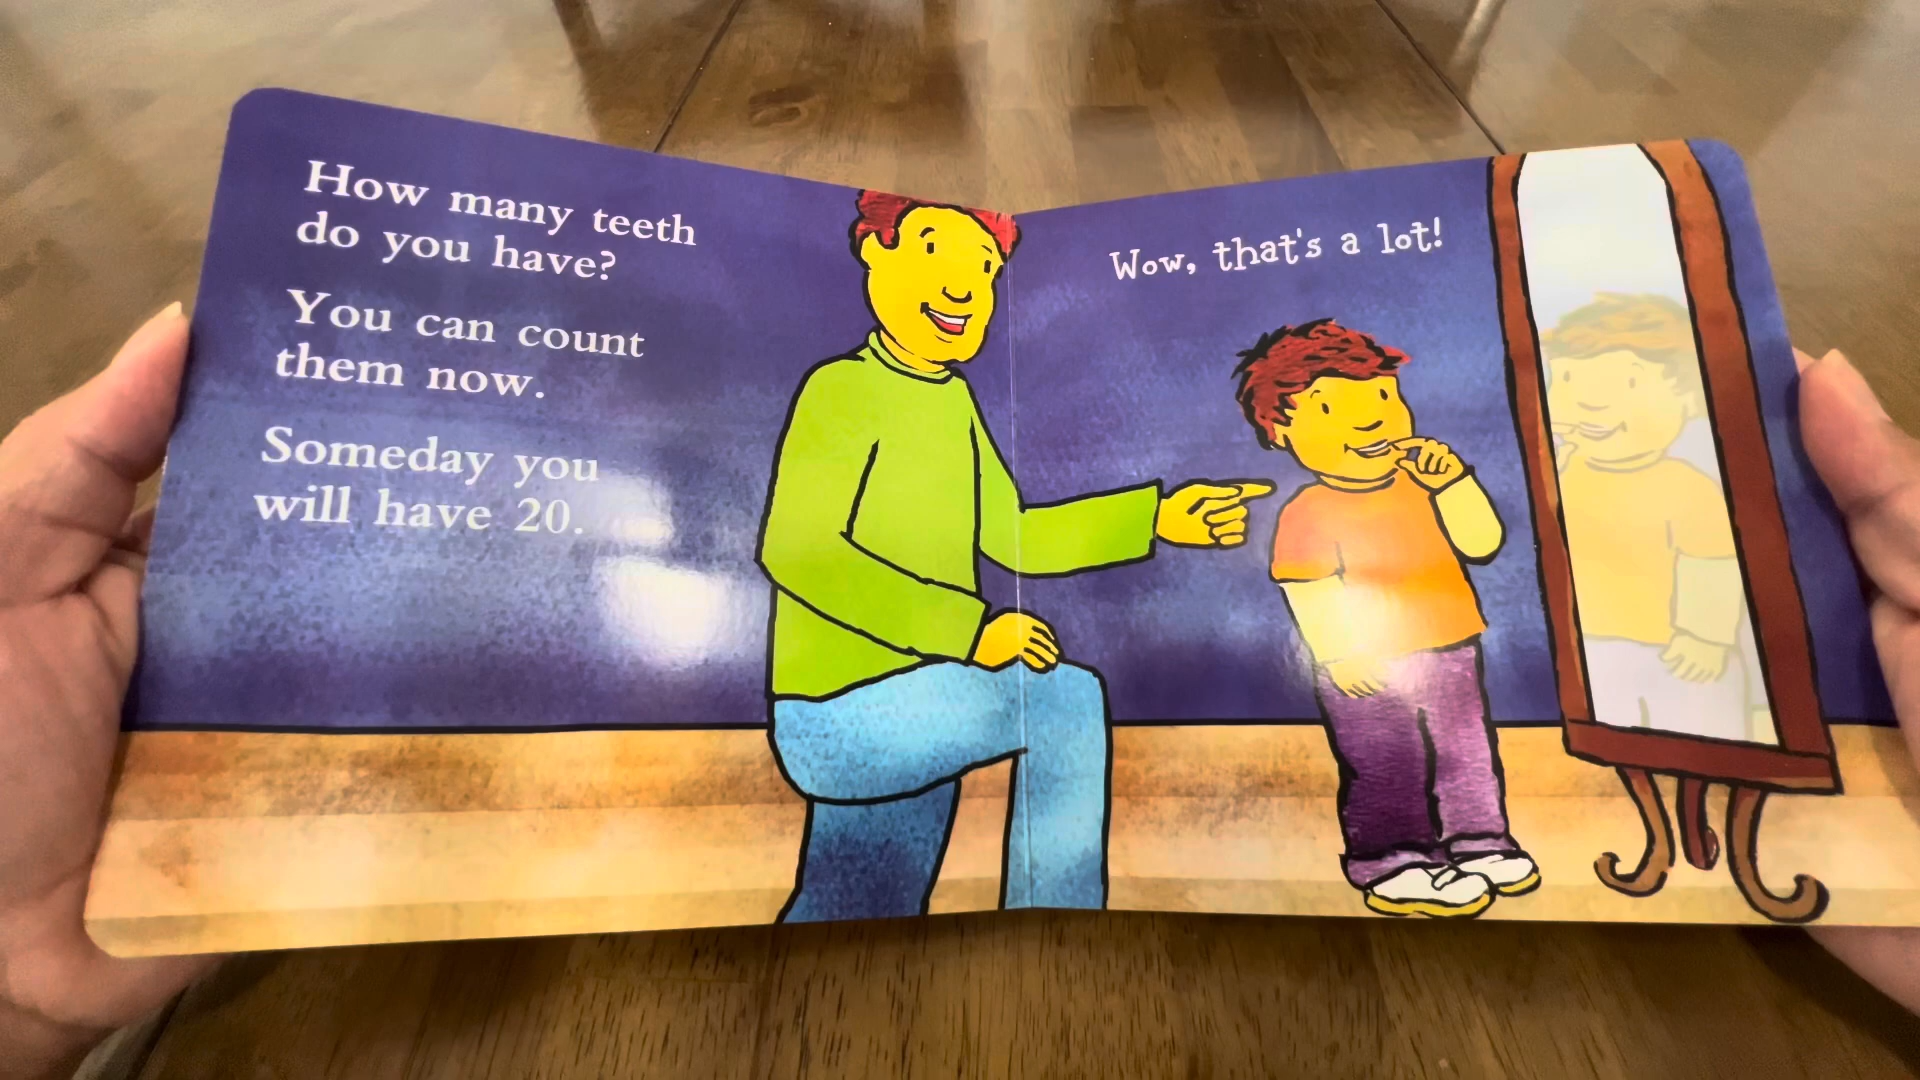 How many teeth
do you have?
You can count
them now.
Someday you
will have 20.
Wow, that's a lot!